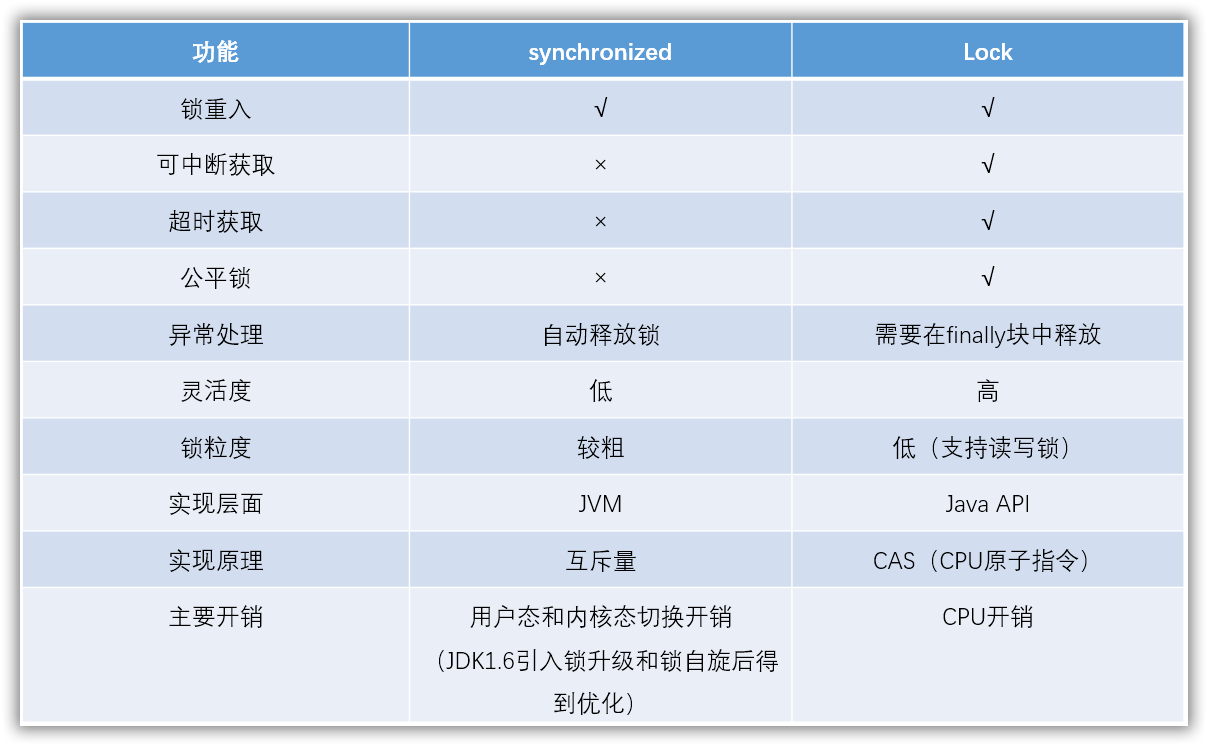 功能 synchronized Lock
锁重入 √ √
可中断获取 × √
超时获取 × √
公平锁 × √
异常处理 自动释放锁 需要在finally块中释放
灵活度 低 高
锁粒度 较粗 低（支持读写锁）
实现层面 JVM Java API
实现原理 互斥量 CAS（CPU原子指令）
主要开销 用户态和内核态切换开销 CPU开销
（JDK1.6引入锁升级和锁自旋后得
到优化）